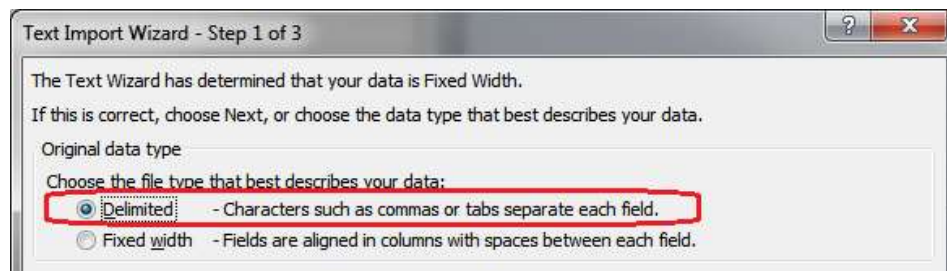 Text Import Wizard - Step 1 of 3
?
X
The Text Wizard has determined that your data is Fixed Width.
If this is correct, choose Next, or choose the data type that best describes your data.
Original data type
Choose the file type that best describes your data:
Delimited - Characters such as commas or tabs separate each field.
Fixed width - Fields are aligned in columns with spaces between each field.